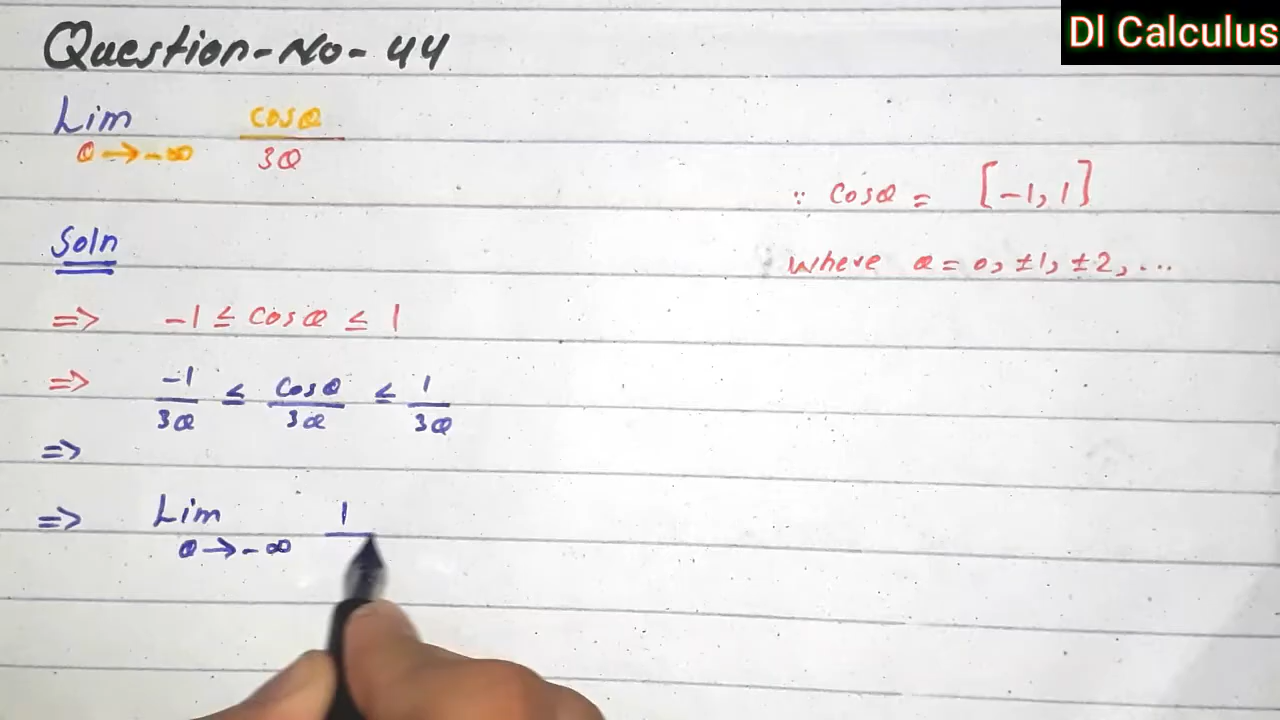 DI Calculus
Question-No-44
Lim θ→-∞ cosθ/3θ
∵ cosθ = [-1, 1]
where θ = 0, ±1, ±2, ...
Soln
⇒ -1 ≤ cosθ ≤ 1
⇒ -1/3θ ≤ cosθ/3θ ≤ 1/3θ
⇒
⇒ Lim θ→-∞ 1